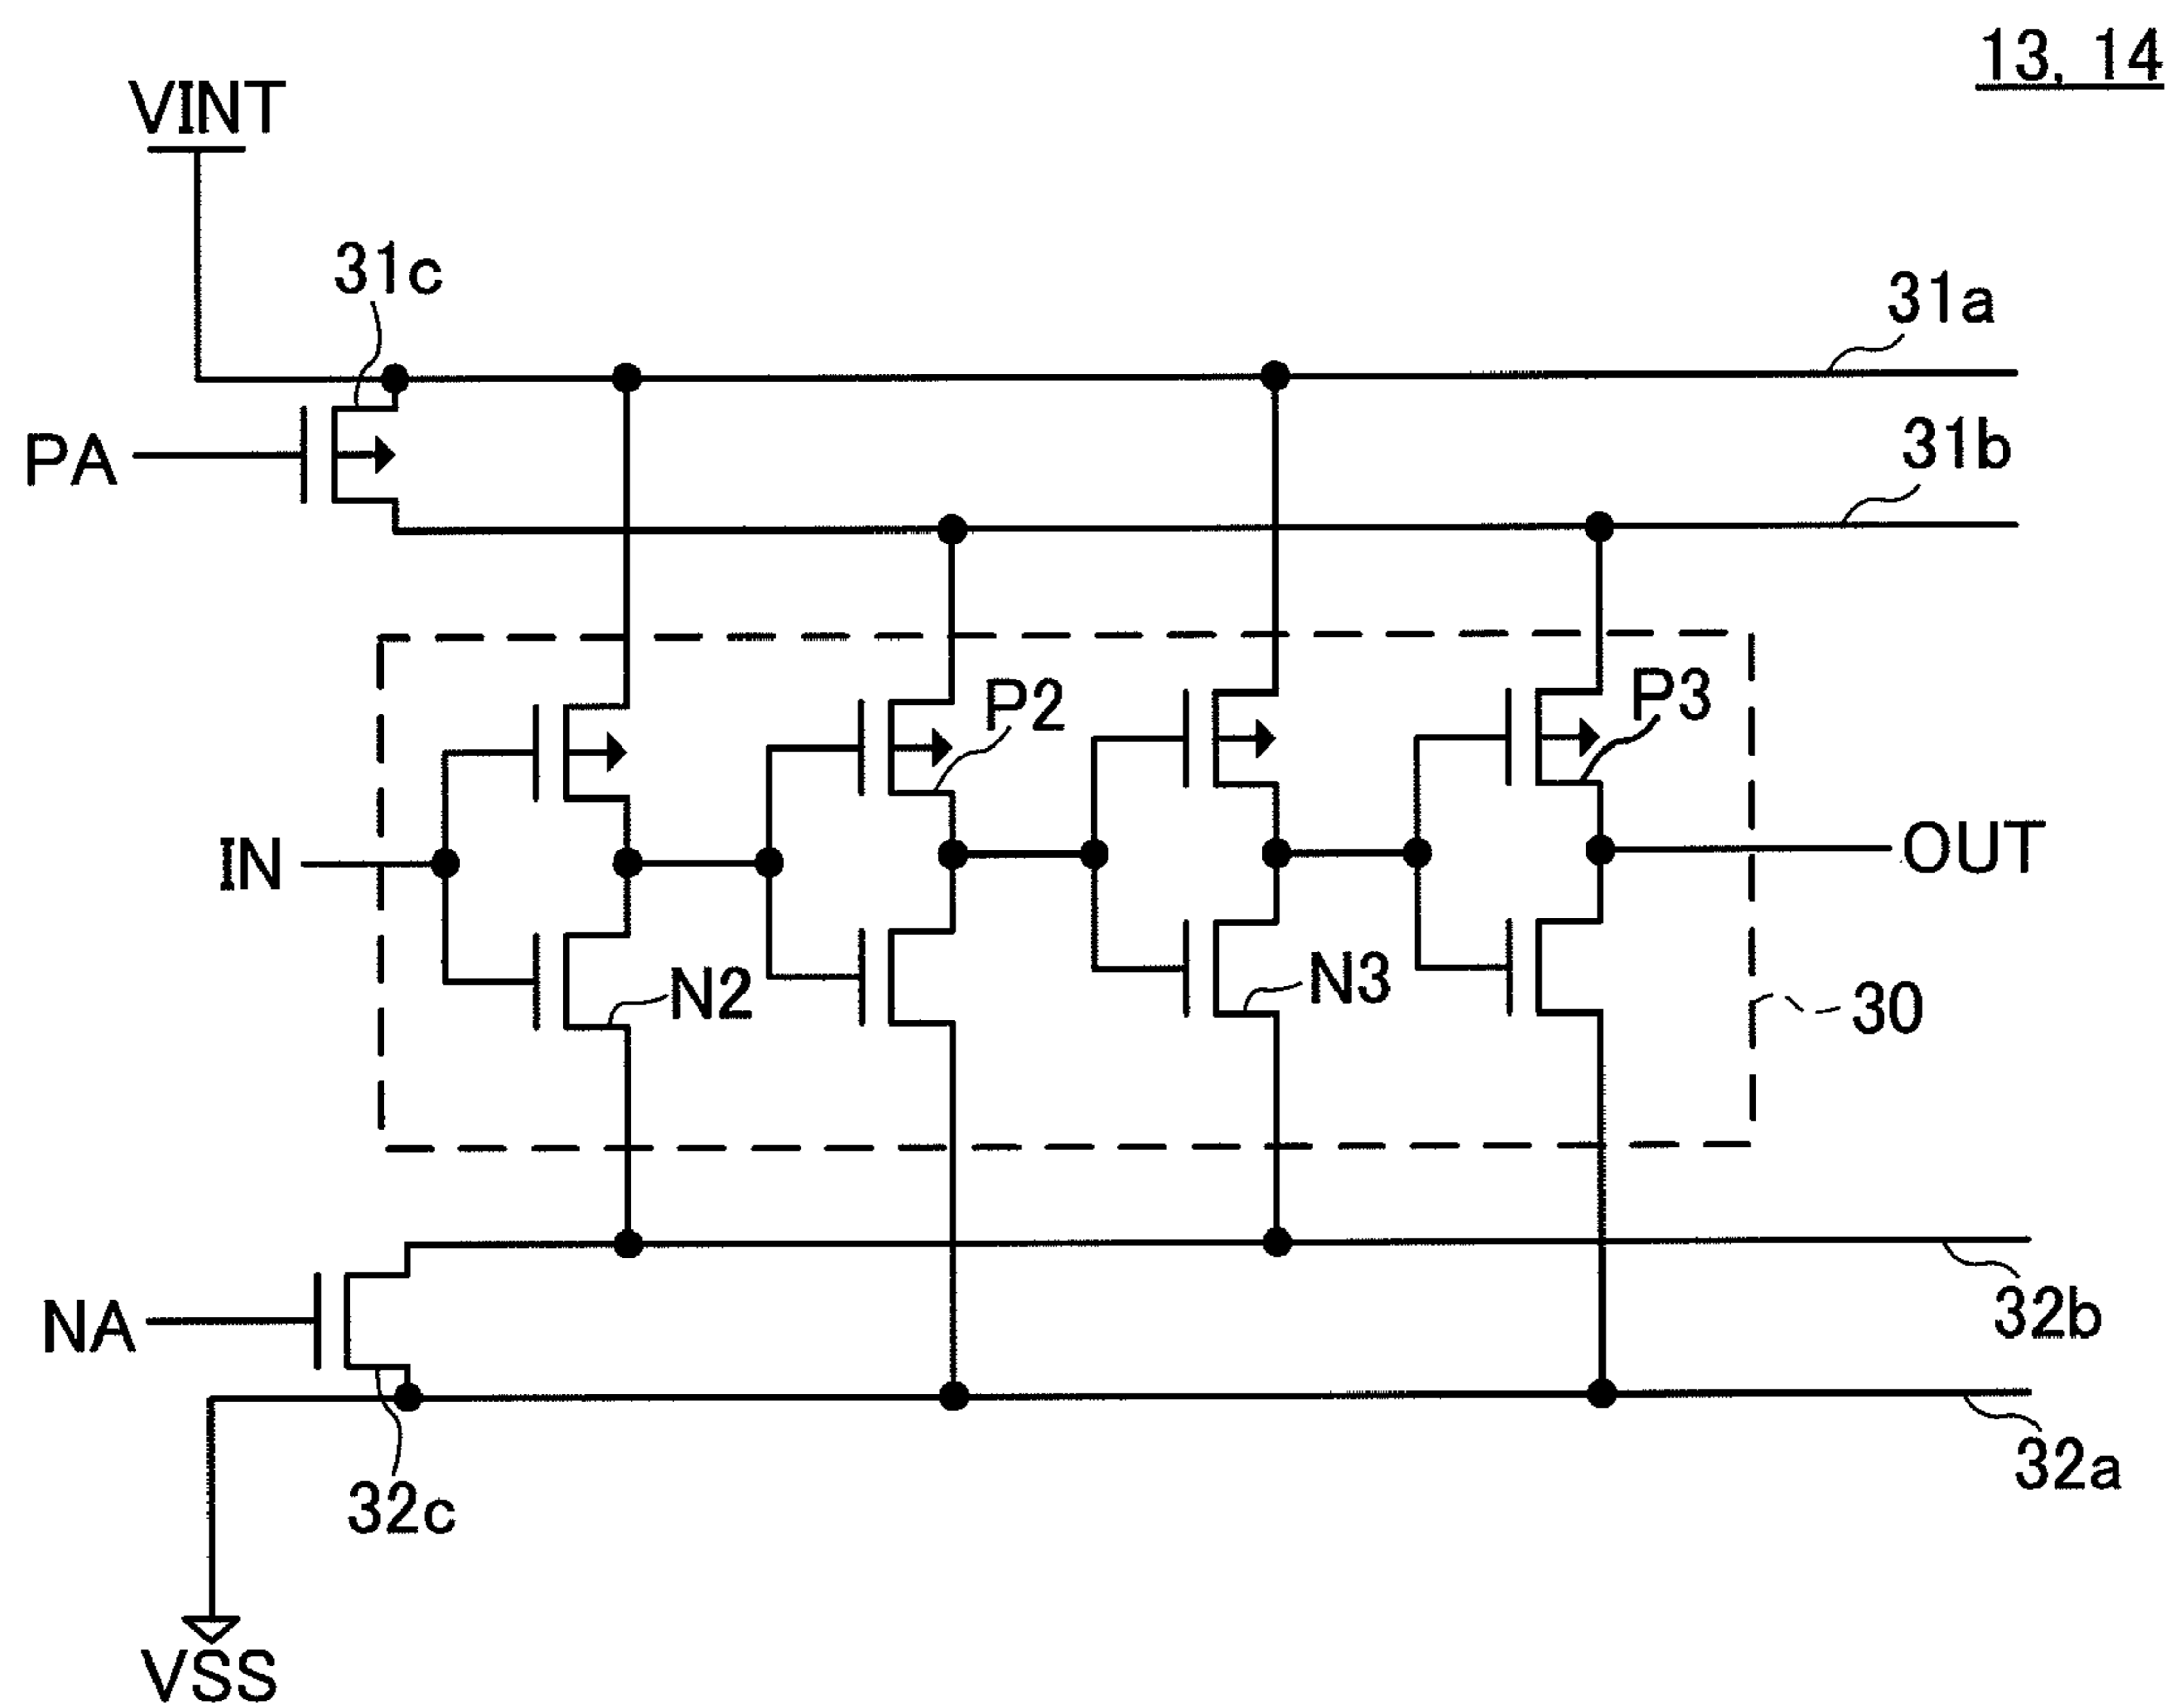 13, 14
VINT
31c
31a
PA
31b
P2
P3
IN
OUT
N2
N3
30
NA
32b
32c
32a
VSS